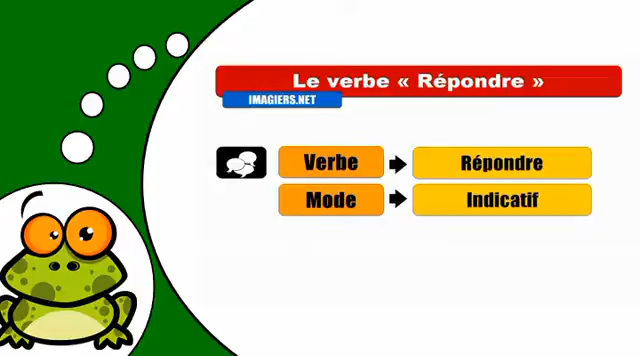 Le verbe « Répondre »
IMAGIERS.NET
Verbe Répondre
Mode Indicatif